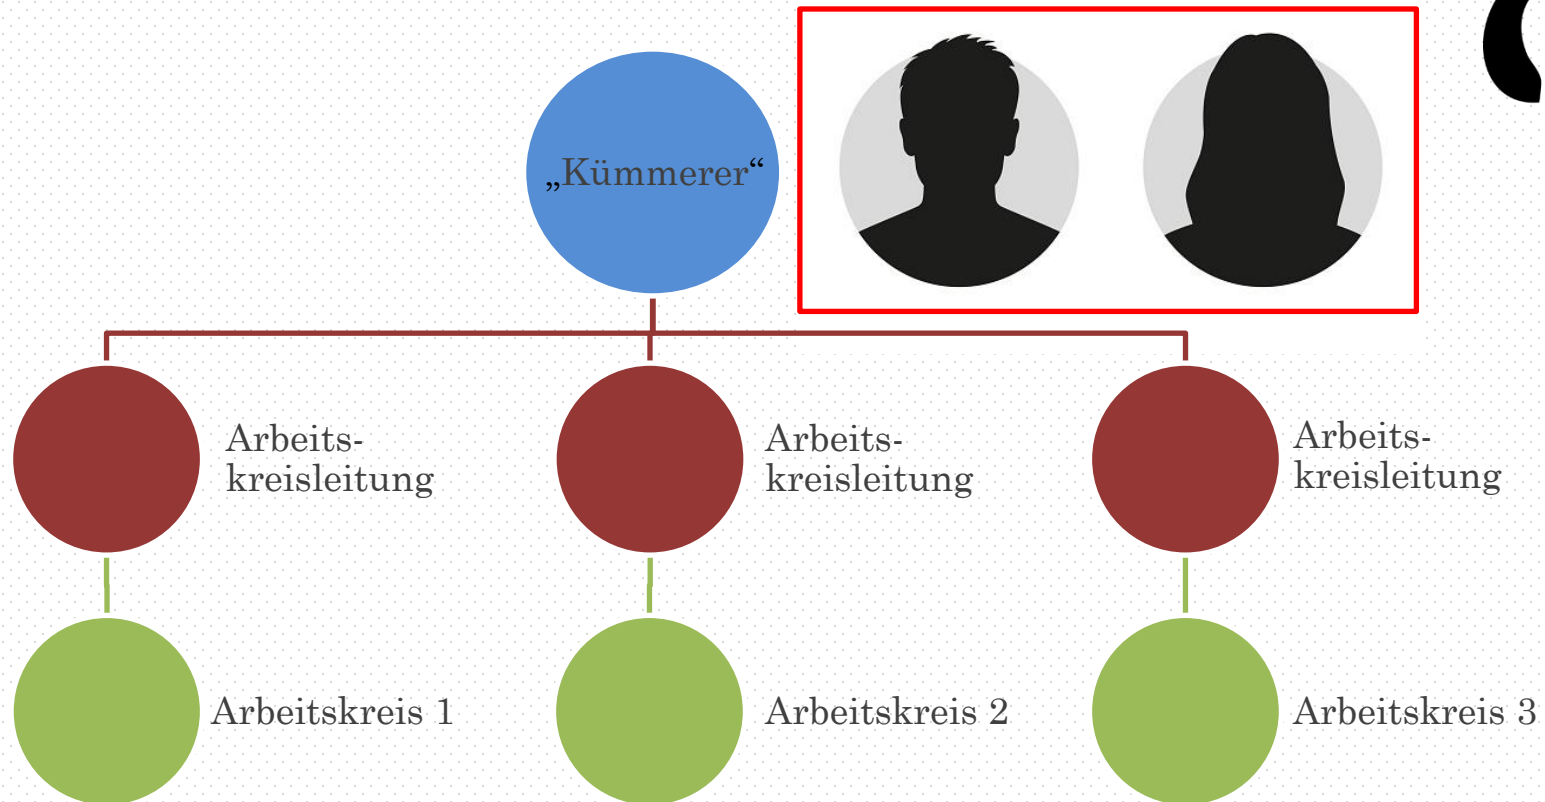 „Kümmerer“
Arbeits-
kreisleitung
Arbeits-
kreisleitung
Arbeits-
kreisleitung
Arbeitskreis 1
Arbeitskreis 2
Arbeitskreis 3